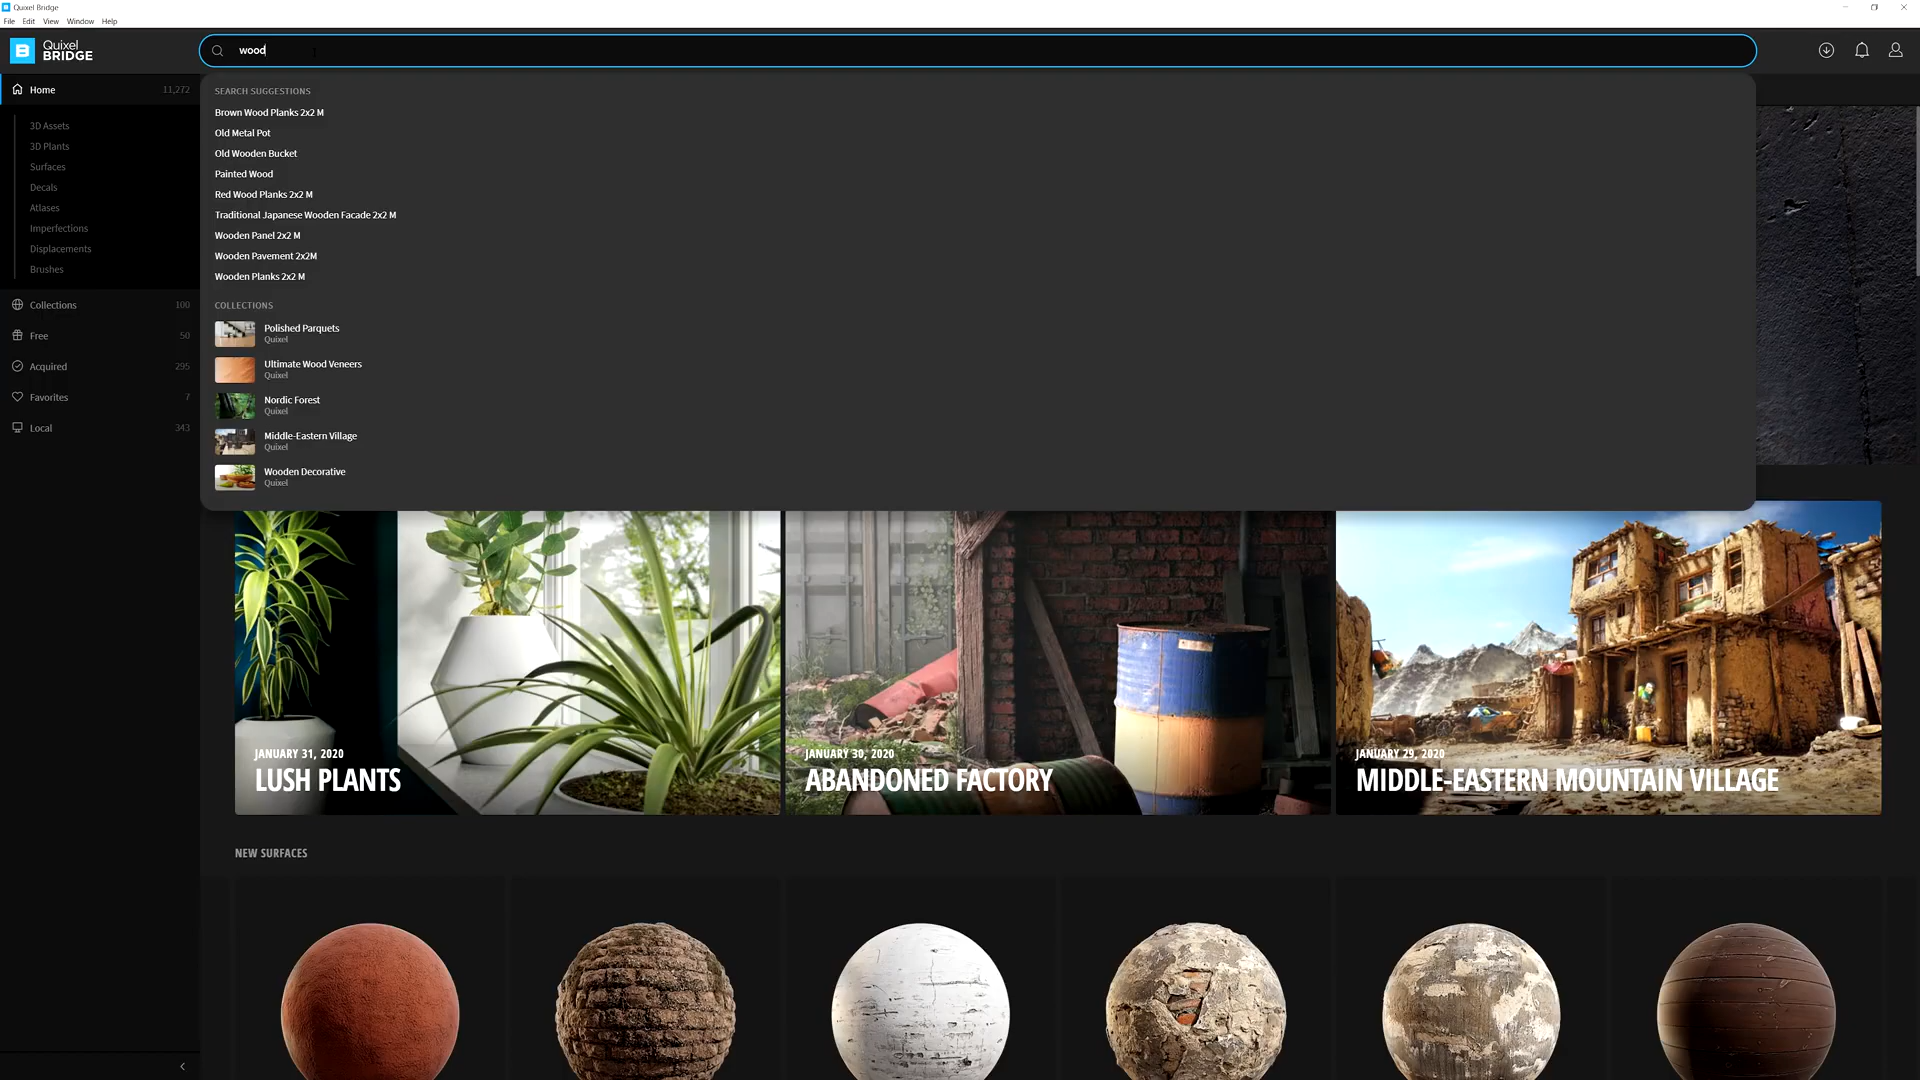 Quixel Bridge
File Edit View Window Help
Quixel
BRIDGE
wood
Home 11,272
3D Assets
3D Plants
Surfaces
Decals
Atlases
Imperfections
Displacements
Brushes
Collections 100
Free 50
Acquired 295
Favorites 7
Local 343
SEARCH SUGGESTIONS
Brown Wood Planks 2x2 M
Old Metal Pot
Old Wooden Bucket
Painted Wood
Red Wood Planks 2x2 M
Traditional Japanese Wooden Facade 2x2 M
Wooden Panel 2x2 M
Wooden Pavement 2x2M
Wooden Planks 2x2 M
COLLECTIONS
Polished Parquets
Quixel
Ultimate Wood Veneers
Quixel
Nordic Forest
Quixel
Middle-Eastern Village
Quixel
Wooden Decorative
Quixel
JANUARY 31, 2020
LUSH PLANTS
JANUARY 30, 2020
ABANDONED FACTORY
JANUARY 29, 2020
MIDDLE-EASTERN MOUNTAIN VILLAGE
NEW SURFACES